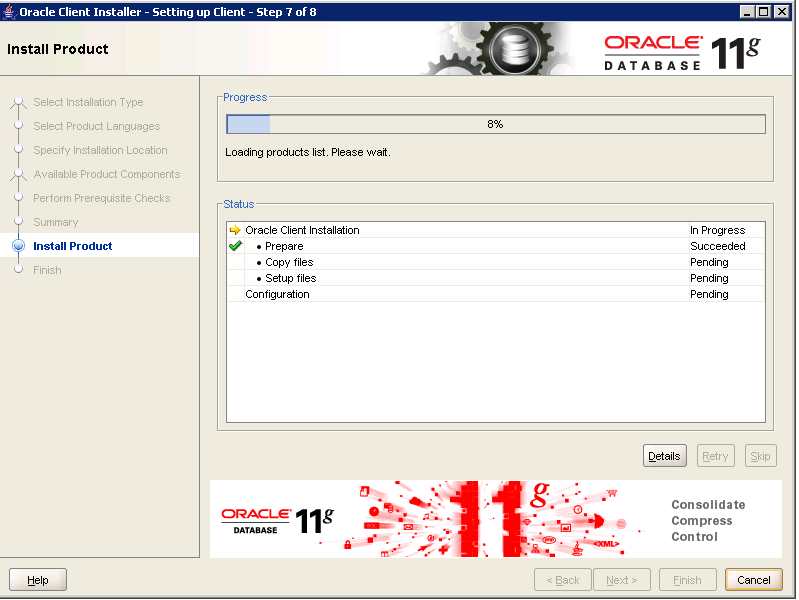 Oracle Client Installer - Setting up Client - Step 7 of 8
Install Product
ORACLE
DATABASE
11g
Select Installation Type
Select Product Languages
Specify Installation Location
Available Product Components
Perform Prerequisite Checks
Summary
Install Product
Finish
Progress
8%
Loading products list. Please wait.
Status
Oracle Client Installation In Progress
• Prepare Succeeded
• Copy files Pending
• Setup files Pending
Configuration Pending
Details Retry Skip
ORACLE
DATABASE
11g
11g
<XML>
Consolidate
Compress
Control
Help < Back Next > Finish Cancel